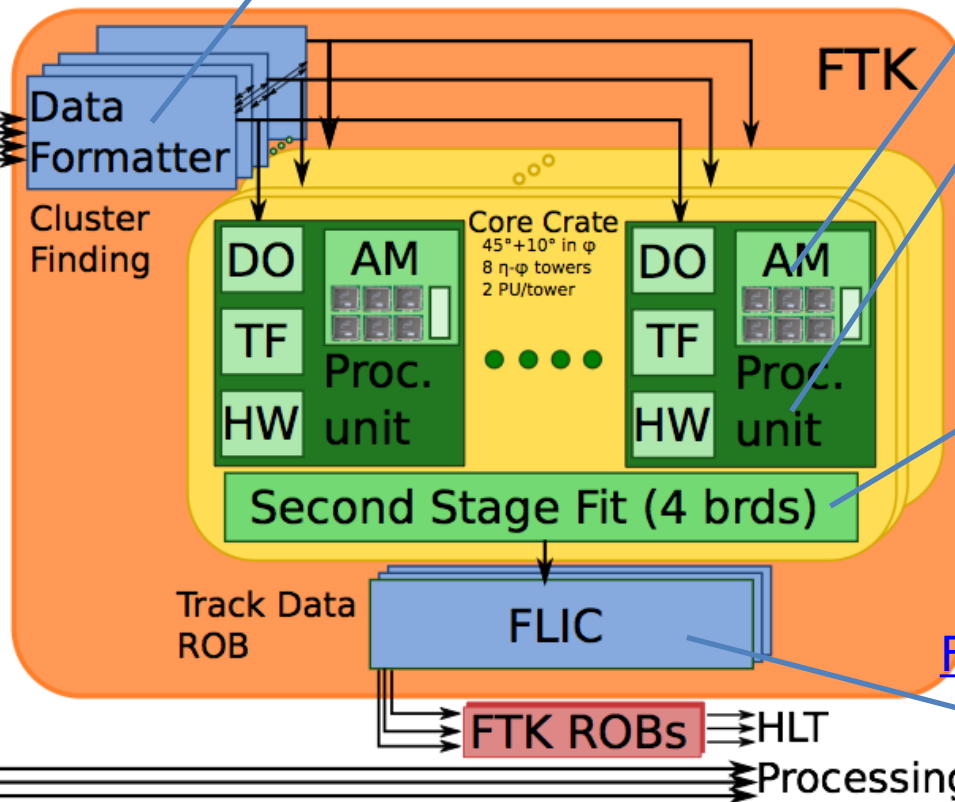 FTK
Data
Formatter
Cluster
Finding
Core Crate
45°+10° in φ
8 η-φ towers
2 PU/tower
DO
AM
TF
Proc.
HW
unit
DO
AM
TF
Proc.
HW
unit
Second Stage Fit (4 brds)
Track Data
ROB
FLIC
FTK ROBs
HLT
Processing